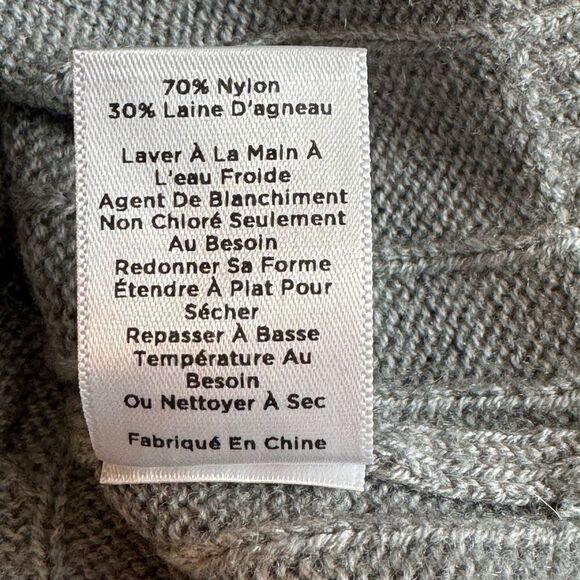 70% Nylon
30% Laine D'agneau
Laver À La Main À
L'eau Froide
Agent De Blanchiment
Non Chloré Seulement
Au Besoin
Redonner Sa Forme
Étendre À Plat Pour
Sécher
Repasser À Basse
Température Au
Besoin
Ou Nettoyer À Sec
Fabriqué En Chine